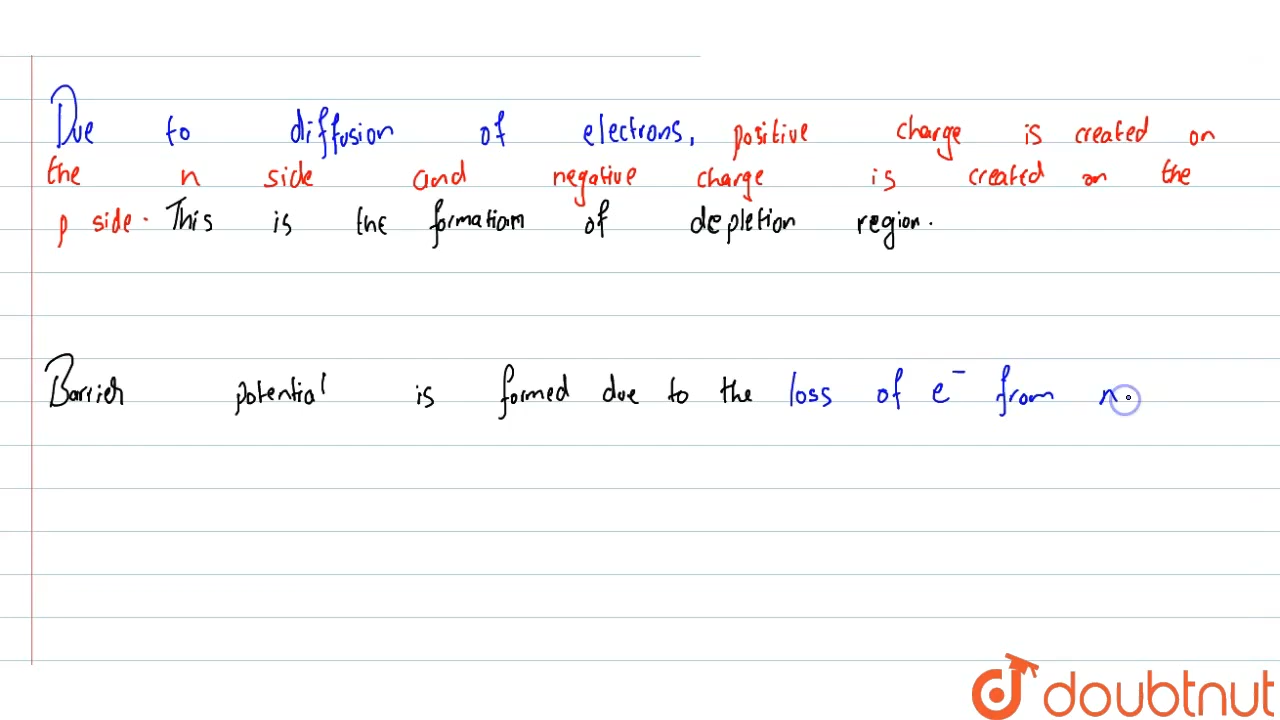 Due to diffusion of electrons, positive charge is created on
the n side and negative charge is created on the
p side. This is the formation of depletion region.
Barrier potential is formed due to the loss of e⁻ from n
doubtnut